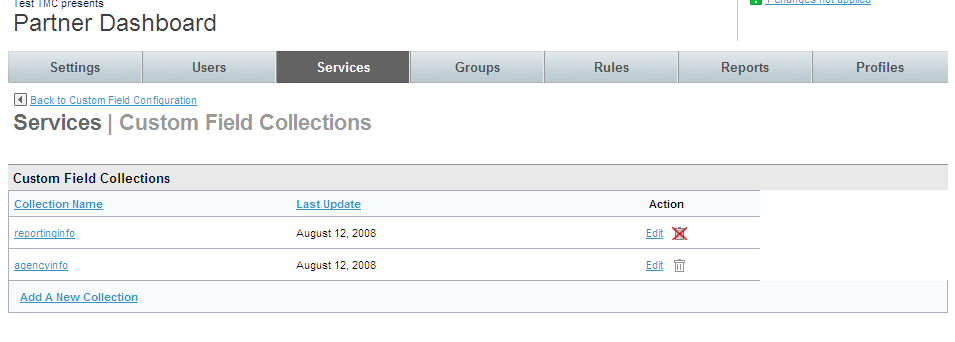 Test TMC presents
Partner Dashboard
1 changes not applied
Settings Users Services Groups Rules Reports Profiles
Back to Custom Field Configuration
Services | Custom Field Collections
Custom Field Collections
Collection Name Last Update Action
reportinginfo August 12, 2008 Edit
agencyinfo August 12, 2008 Edit
Add A New Collection